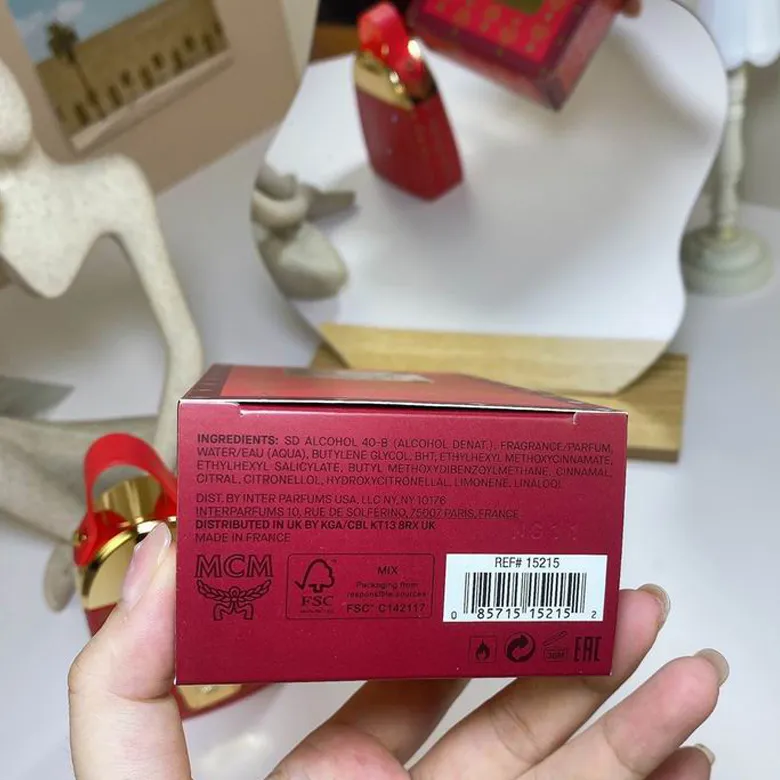 INGREDIENTS: SD ALCOHOL 40-B (ALCOHOL DENAT.), FRAGRANCE/PARFUM,
WATER/EAU (AQUA), BUTYLENE GLYCOL, BHT, ETHYLHEXYL METHOXYCINNAMATE,
ETHYLHEXYL SALICYLATE, BUTYL METHOXYDIBENZOYLMETHANE, CINNAMAL,
CITRAL, CITRONELLOL, HYDROXYCITRONELLAL, LIMONENE, LINALOOL
DIST. BY INTER PARFUMS USA, LLC NY, NY 10176
INTERPARFUMS 10, RUE DE SOLFÉRINO, 75007 PARIS, FRANCE
DISTRIBUTED IN UK BY KGA/CBL KT13 8RX UK
MADE IN FRANCE
MCM
FSC
MIX
Packaging from
responsible sources
FSC® C142117
REF# 15215
0 85715 15215 2
EAC